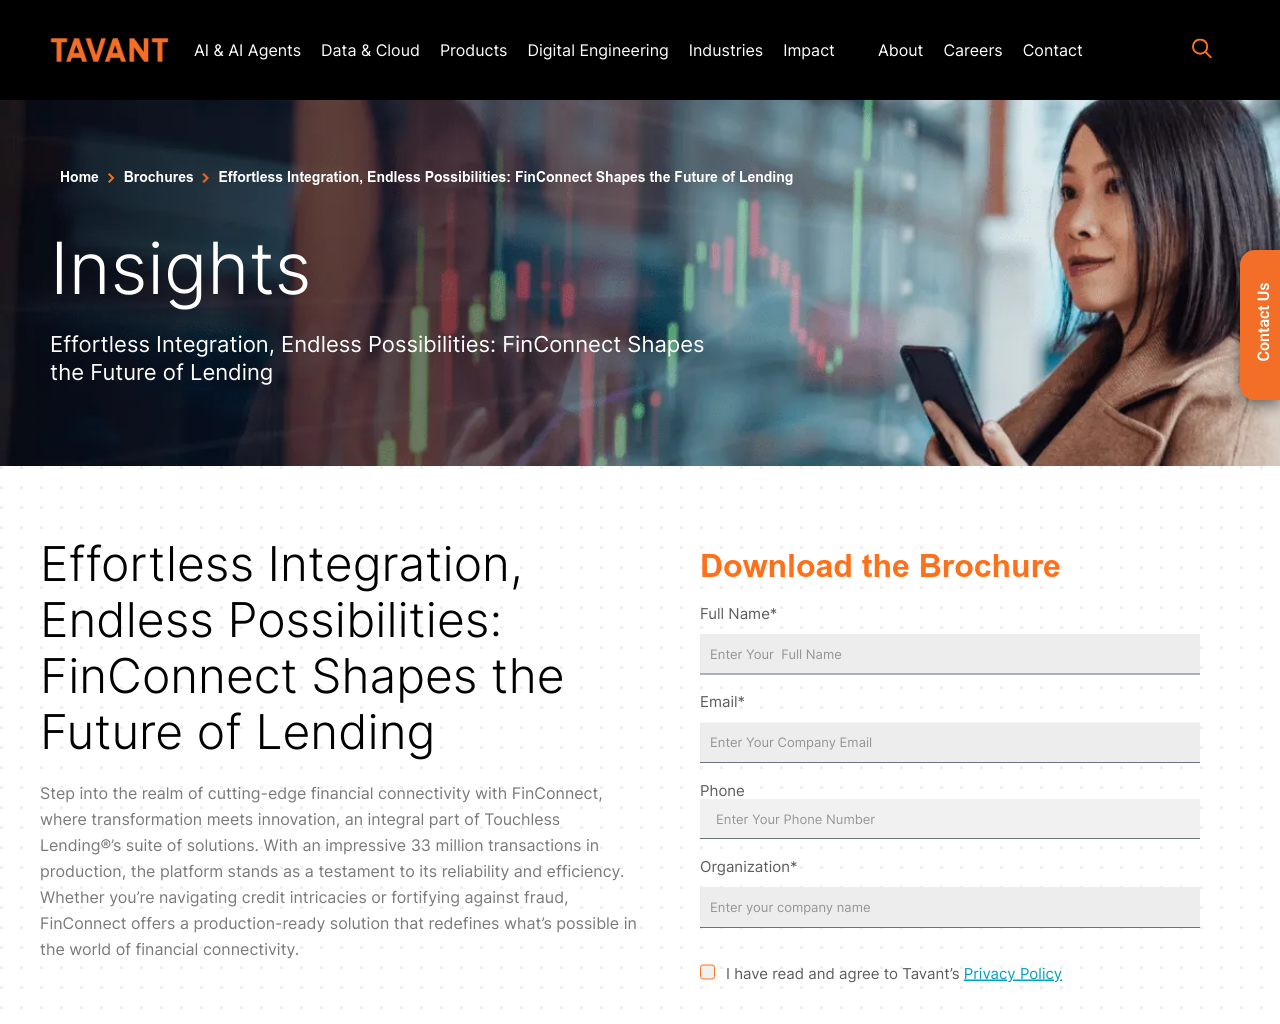 TAVANT AI & AI Agents Data & Cloud Products Digital Engineering Industries Impact About Careers Contact
Home Brochures Effortless Integration, Endless Possibilities: FinConnect Shapes the Future of Lending
Insights
Effortless Integration, Endless Possibilities: FinConnect Shapes
the Future of Lending
Contact Us
Effortless Integration,
Endless Possibilities:
FinConnect Shapes the
Future of Lending
Step into the realm of cutting-edge financial connectivity with FinConnect,
where transformation meets innovation, an integral part of Touchless
Lending®’s suite of solutions. With an impressive 33 million transactions in
production, the platform stands as a testament to its reliability and efficiency.
Whether you’re navigating credit intricacies or fortifying against fraud,
FinConnect offers a production-ready solution that redefines what’s possible in
the world of financial connectivity.
Download the Brochure
Full Name*
Enter Your  Full Name
Email*
Enter Your Company Email
Phone
Enter Your Phone Number
Organization*
Enter your company name
I have read and agree to Tavant’s Privacy Policy